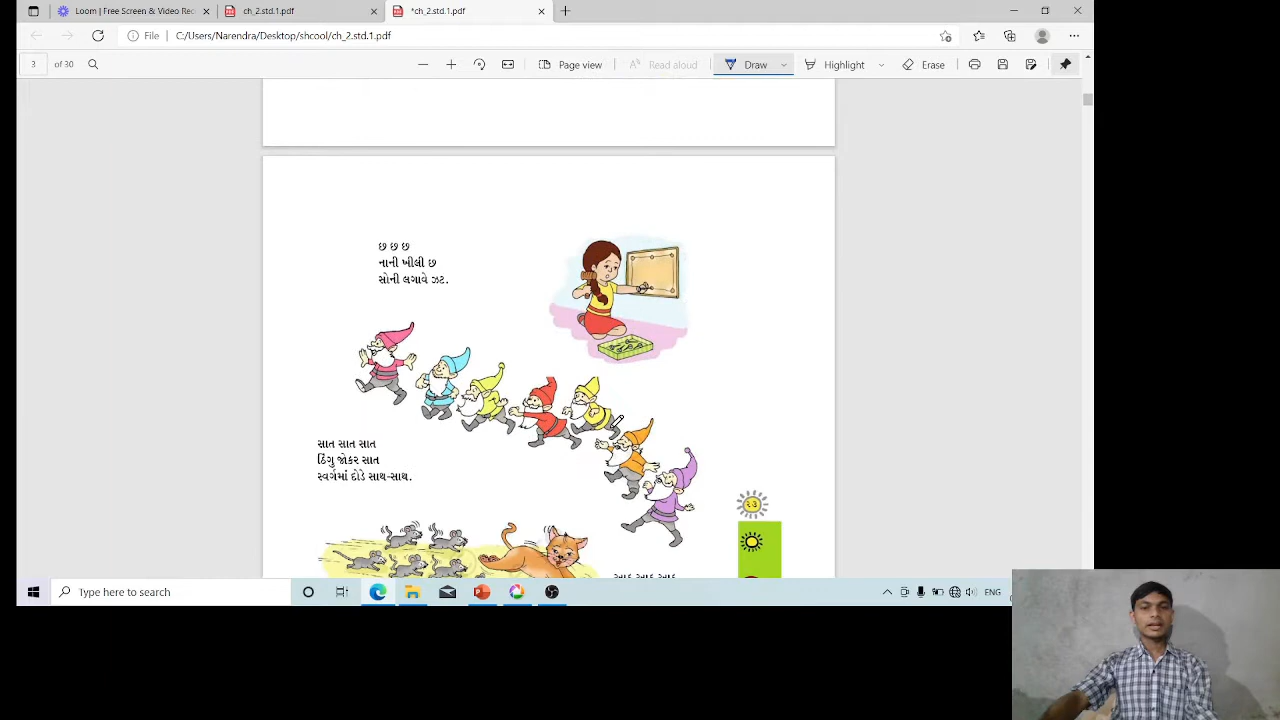 Loom | Free Screen & Video Rec
ch_2.std.1.pdf
*ch_2.std.1.pdf
File
C:/Users/Narendra/Desktop/shcool/ch_2.std.1.pdf
3 of 30
Page view
Read aloud
Draw
Highlight
Erase
છ છ છ
નાની ખીલી છ
સોની લગાવે ઝટ.
સાત સાત સાત
ઠિંગુ જોકર સાત
સ્વર્ગમાં દોડે સાથ-સાથ.
૨૩
Type here to search
ENG